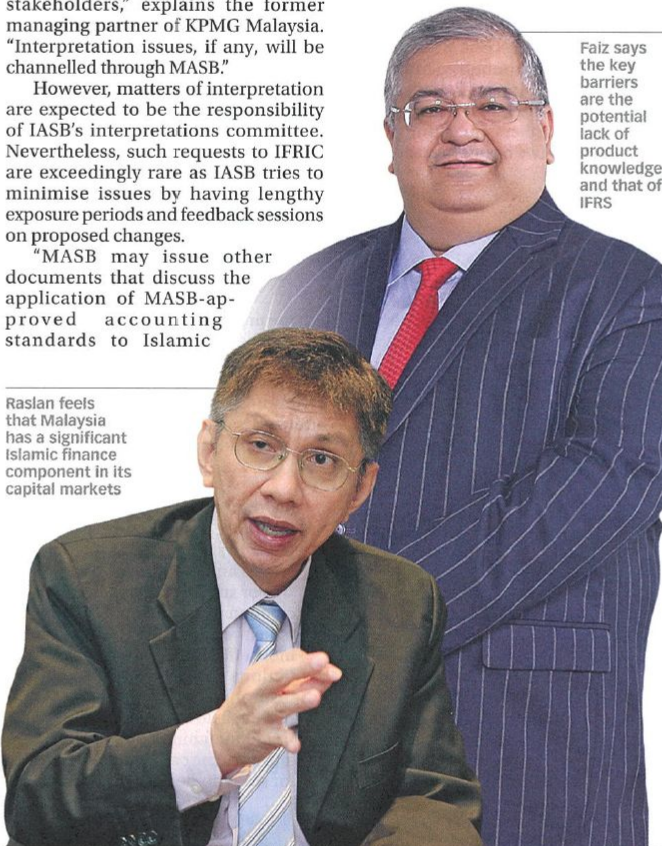 stakeholders," explains the former
managing partner of KPMG Malaysia.
"Interpretation issues, if any, will be
channelled through MASB."
However, matters of interpretation
are expected to be the responsibility
of IASB's interpretations committee.
Nevertheless, such requests to IFRIC
are exceedingly rare as IASB tries to
minimise issues by having lengthy
exposure periods and feedback sessions
on proposed changes.
"MASB may issue other
documents that discuss the
application of MASB-ap-
proved accounting
standards to Islamic
Raslan feels
that Malaysia
has a significant
Islamic finance
component in its
capital markets
Faiz says
the key
barriers
are the
potential
lack of
product
knowledge
and that of
IFRS